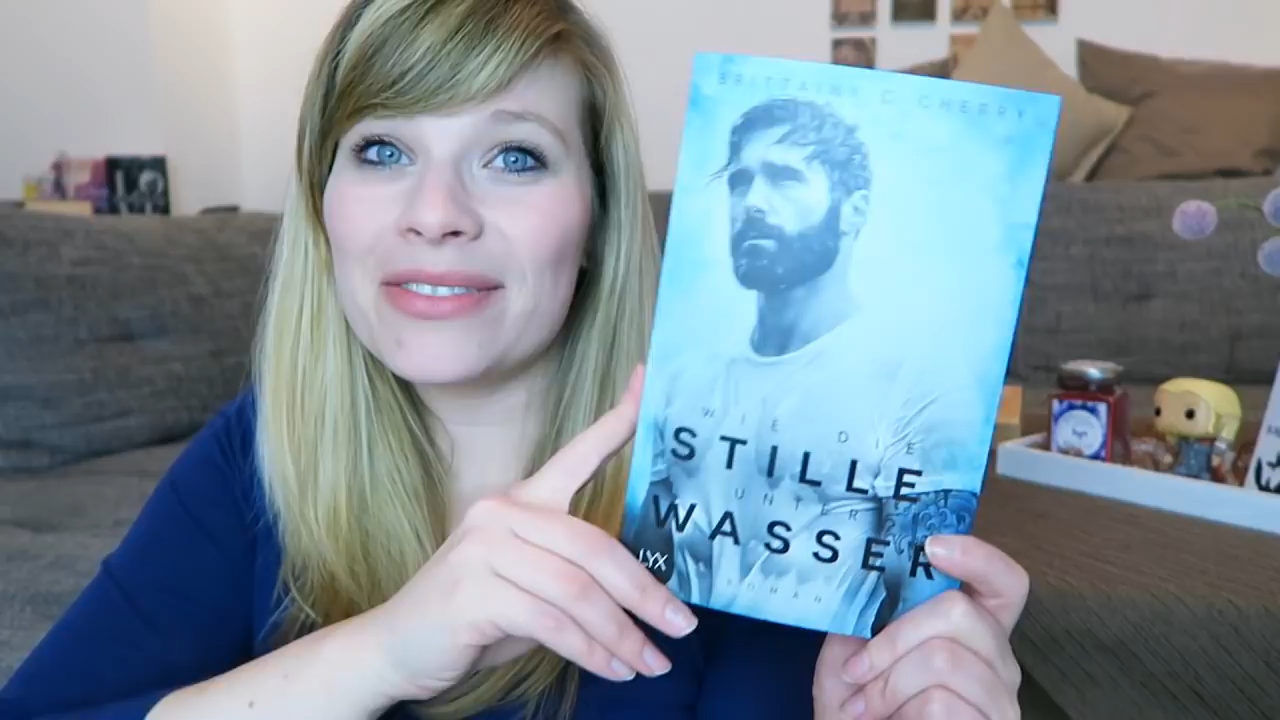 BRITTAINY C. CHERRY
WIE DIE
STILLE
UNTER
WASSER
LYX
ROMAN